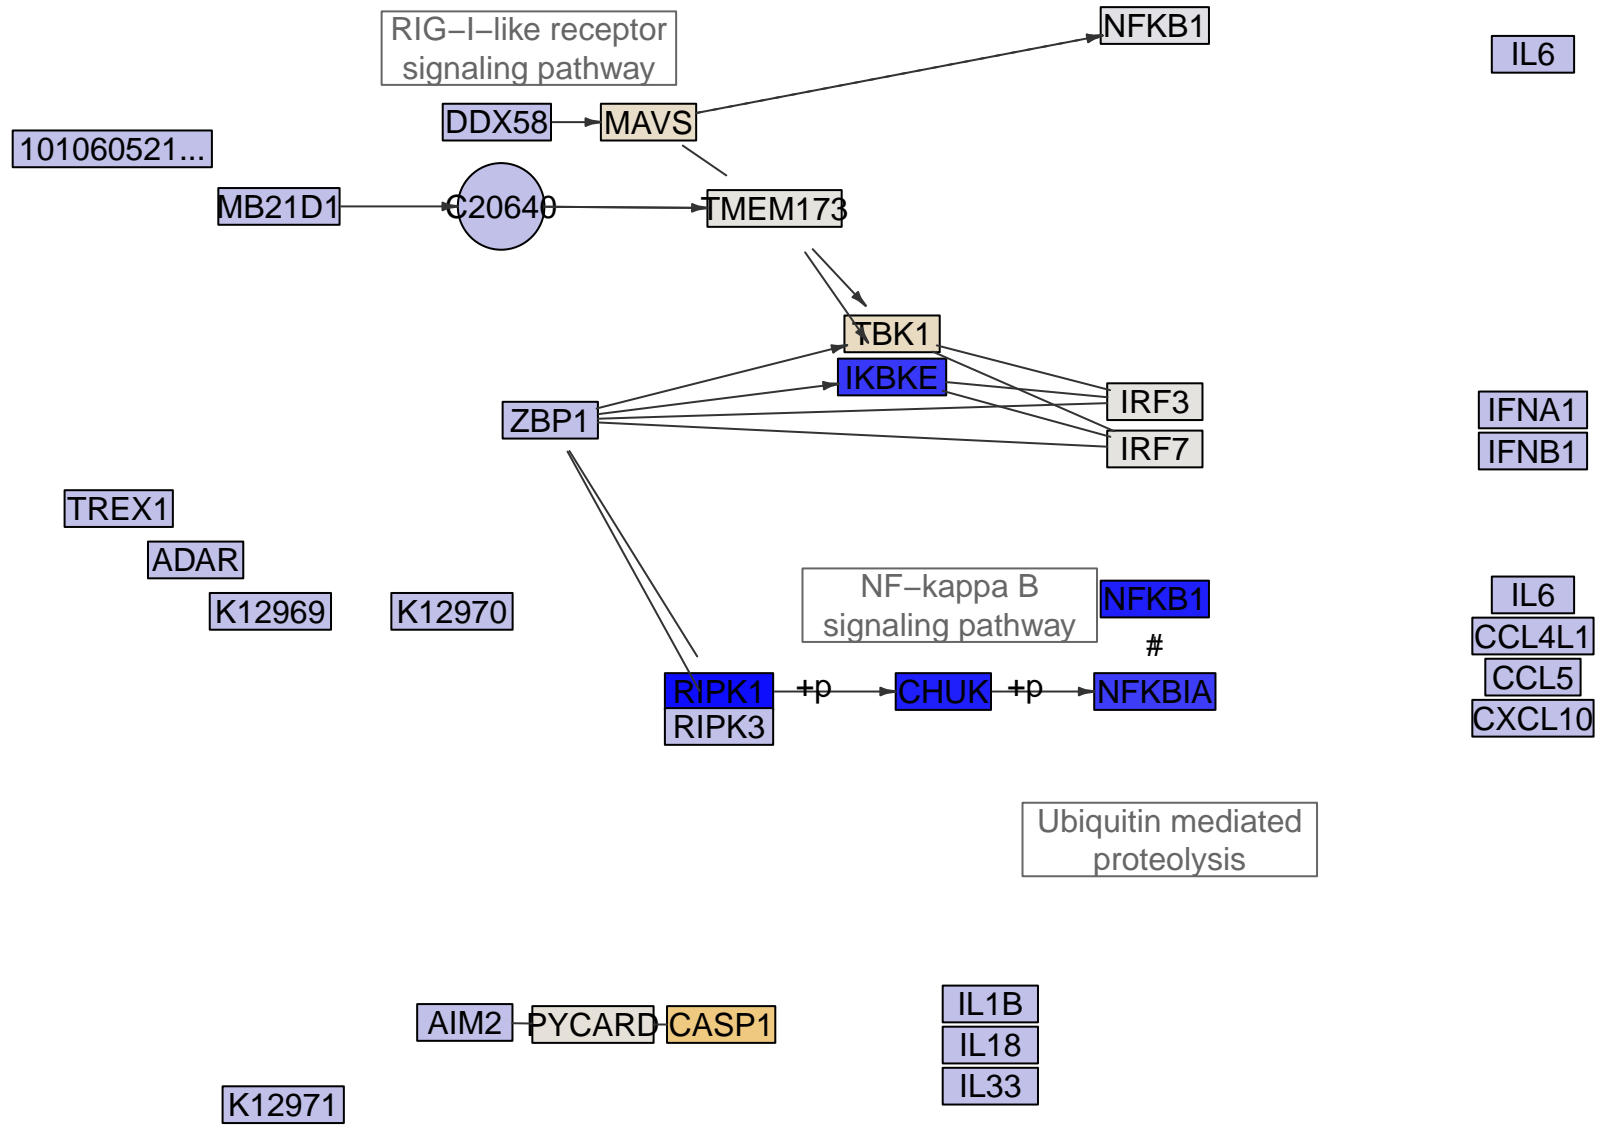 RIG–I–like receptor
signaling pathway
NFKB1
IL6
DDX58
MAVS
101060521...
MB21D1
C20640
TMEM173
TBK1
IKBKE
ZBP1
IRF3
IRF7
IFNA1
IFNB1
TREX1
ADAR
K12969
K12970
NF–kappa B
signaling pathway
NFKB1
#
IL6
CCL4L1
CCL5
CXCL10
RIPK1
+p
CHUK
+p
NFKBIA
RIPK3
Ubiquitin mediated
proteolysis
AIM2
PYCARD
CASP1
IL1B
IL18
IL33
K12971